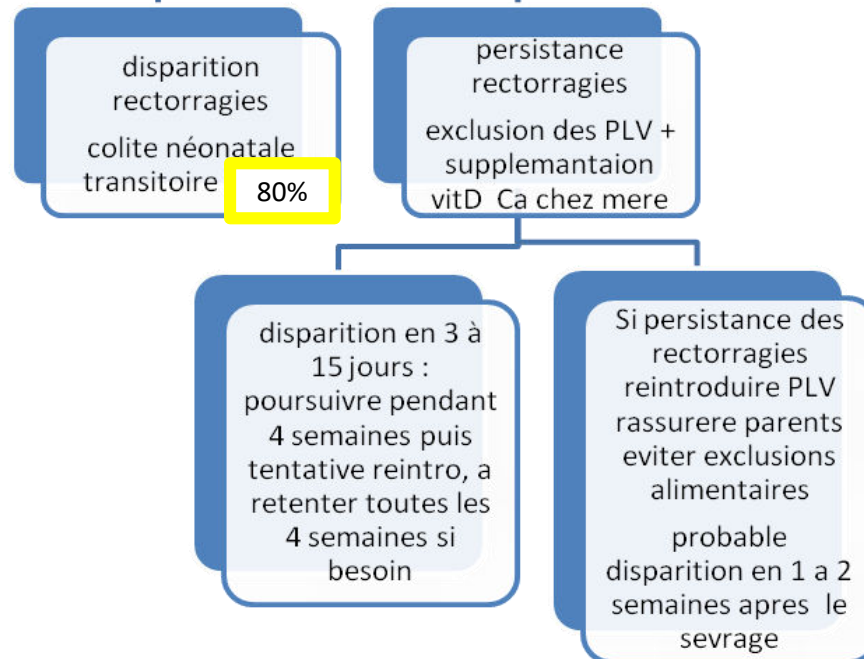 disparition
rectorragies
colite néonatale
transitoire
80%
persistance
rectorragies
exclusion des PLV +
supplemantaion
vitD Ca chez mere
disparition en 3 à
15 jours :
poursuivre pendant
4 semaines puis
tentative reintro, a
retenter toutes les
4 semaines si
besoin
Si persistance des
rectorragies
reintroduire PLV
rassurere parents
eviter exclusions
alimentaires
probable
disparition en 1 a 2
semaines apres le
sevrage